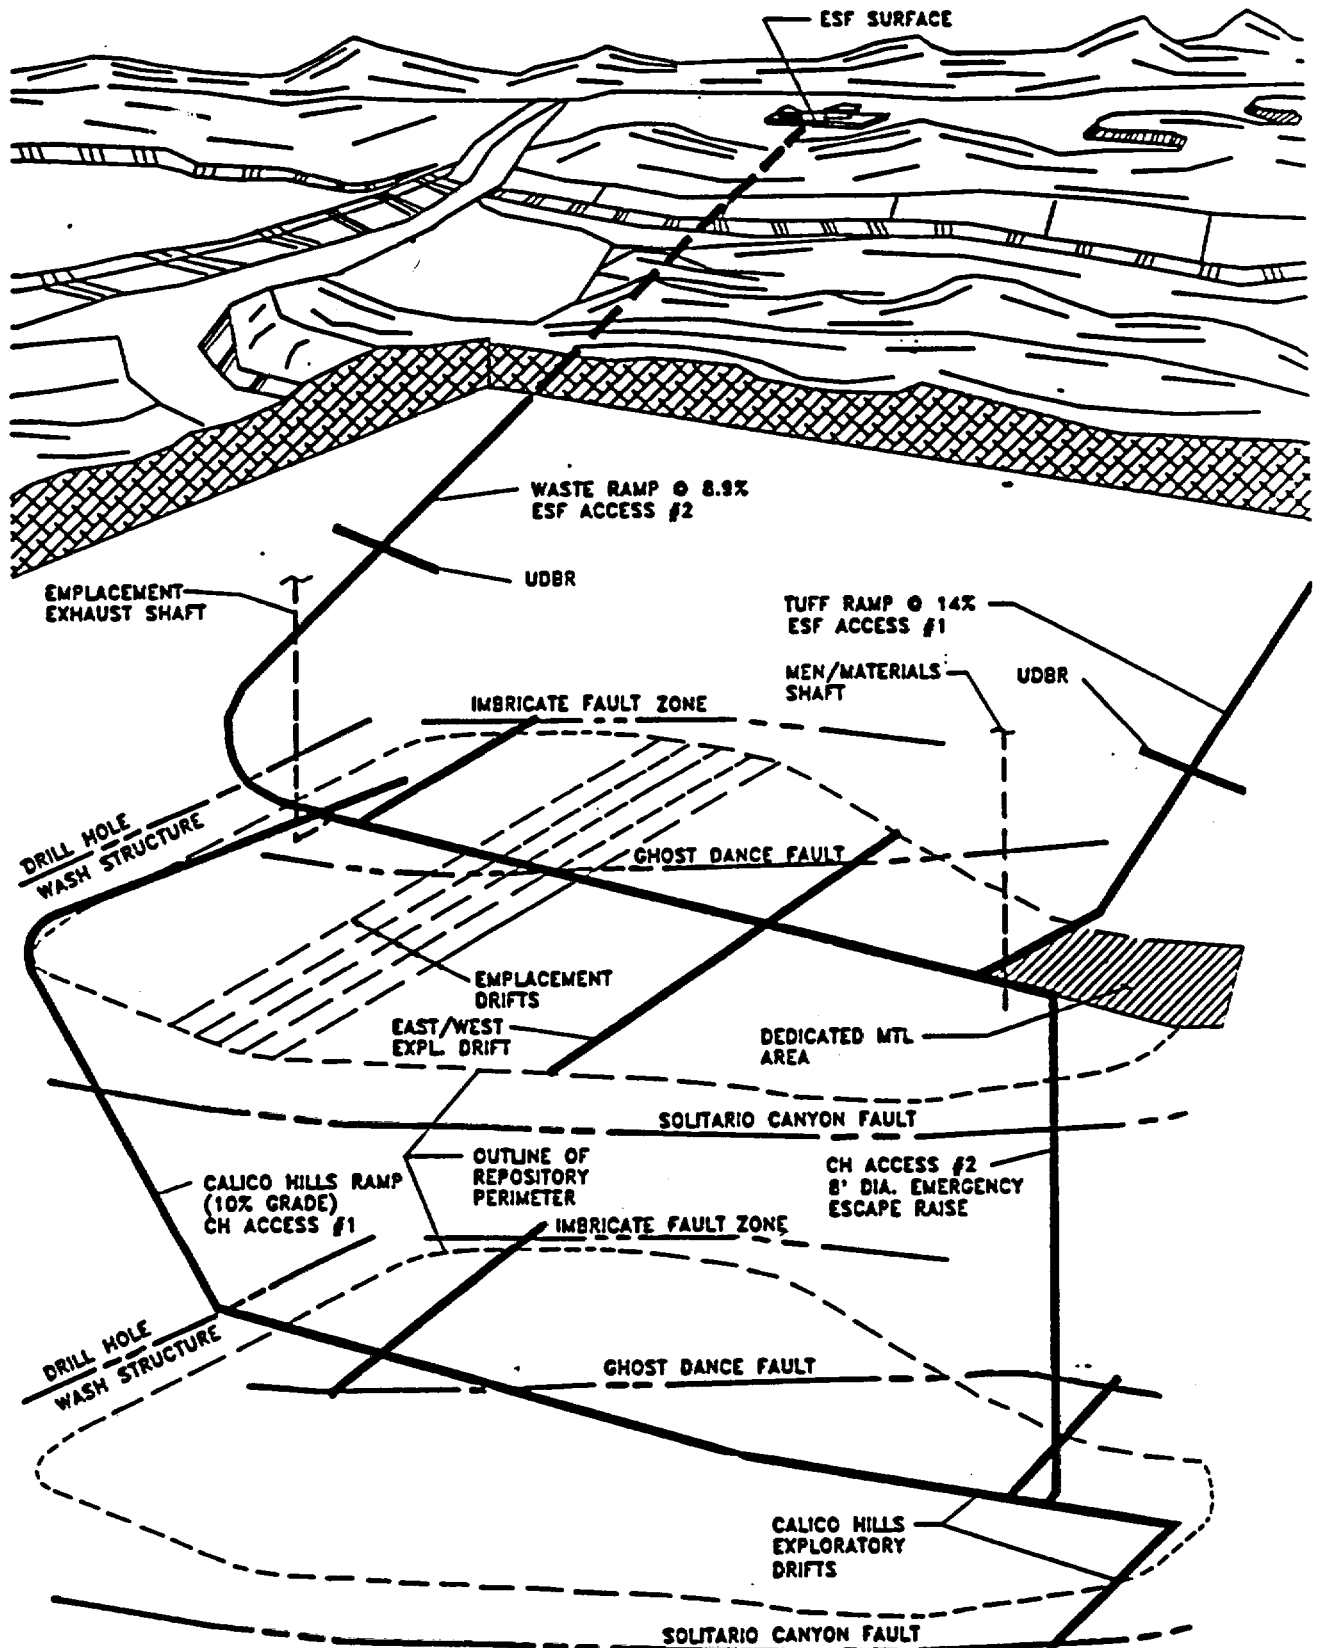 ESF SURFACE
WASTE RAMP @ 8.9%
ESF ACCESS #2
UDBR
EMPLACEMENT
EXHAUST SHAFT
TUFF RAMP @ 14%
ESF ACCESS #1
MEN/MATERIALS
SHAFT
UDBR
IMBRICATE FAULT ZONE
DRILL HOLE
WASH STRUCTURE
GHOST DANCE FAULT
EMPLACEMENT
DRIFTS
EAST/WEST
EXPL. DRIFT
DEDICATED MTL
AREA
SOLITARIO CANYON FAULT
OUTLINE OF
REPOSITORY
PERIMETER
CALICO HILLS RAMP
(10% GRADE)
CH ACCESS #1
CH ACCESS #2
8' DIA. EMERGENCY
ESCAPE RAISE
IMBRICATE FAULT ZONE
DRILL HOLE
WASH STRUCTURE
GHOST DANCE FAULT
CALICO HILLS
EXPLORATORY
DRIFTS
SOLITARIO CANYON FAULT